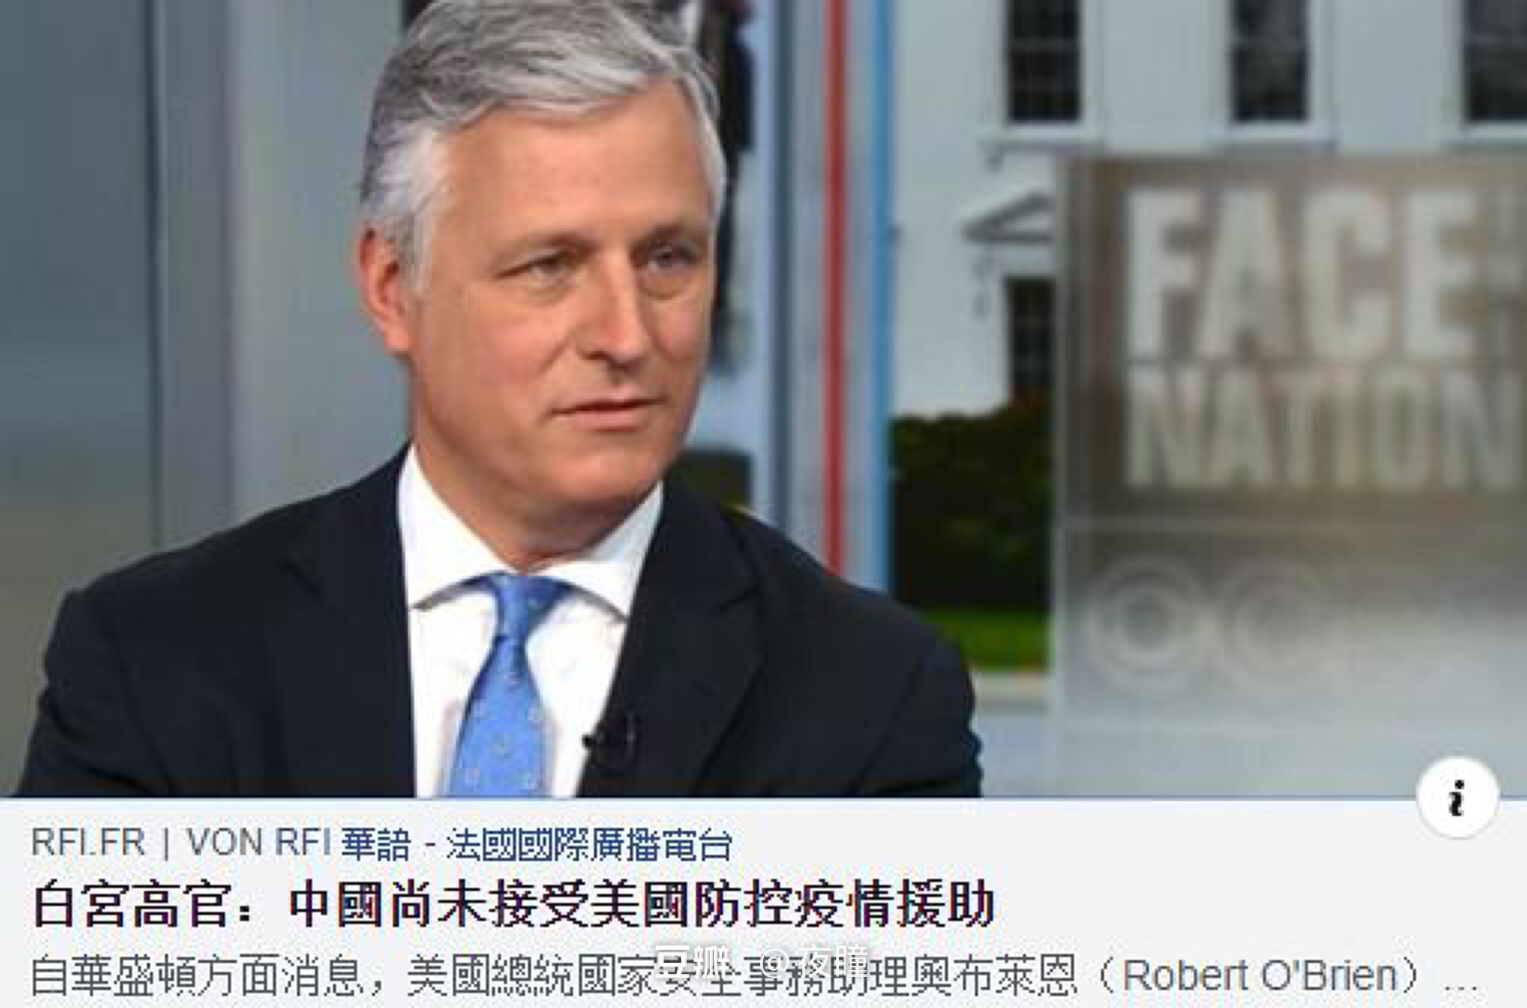 FACE
NATION
RFI.FR | VON RFI 華語 - 法國國際廣播電台
白宮高官：中國尚未接受美國防控疫情援助
自華盛頓方面消息，美國總統國家安全事務助理奧布萊恩（Robert O'Brien）...
豆瓣 @夜瞳